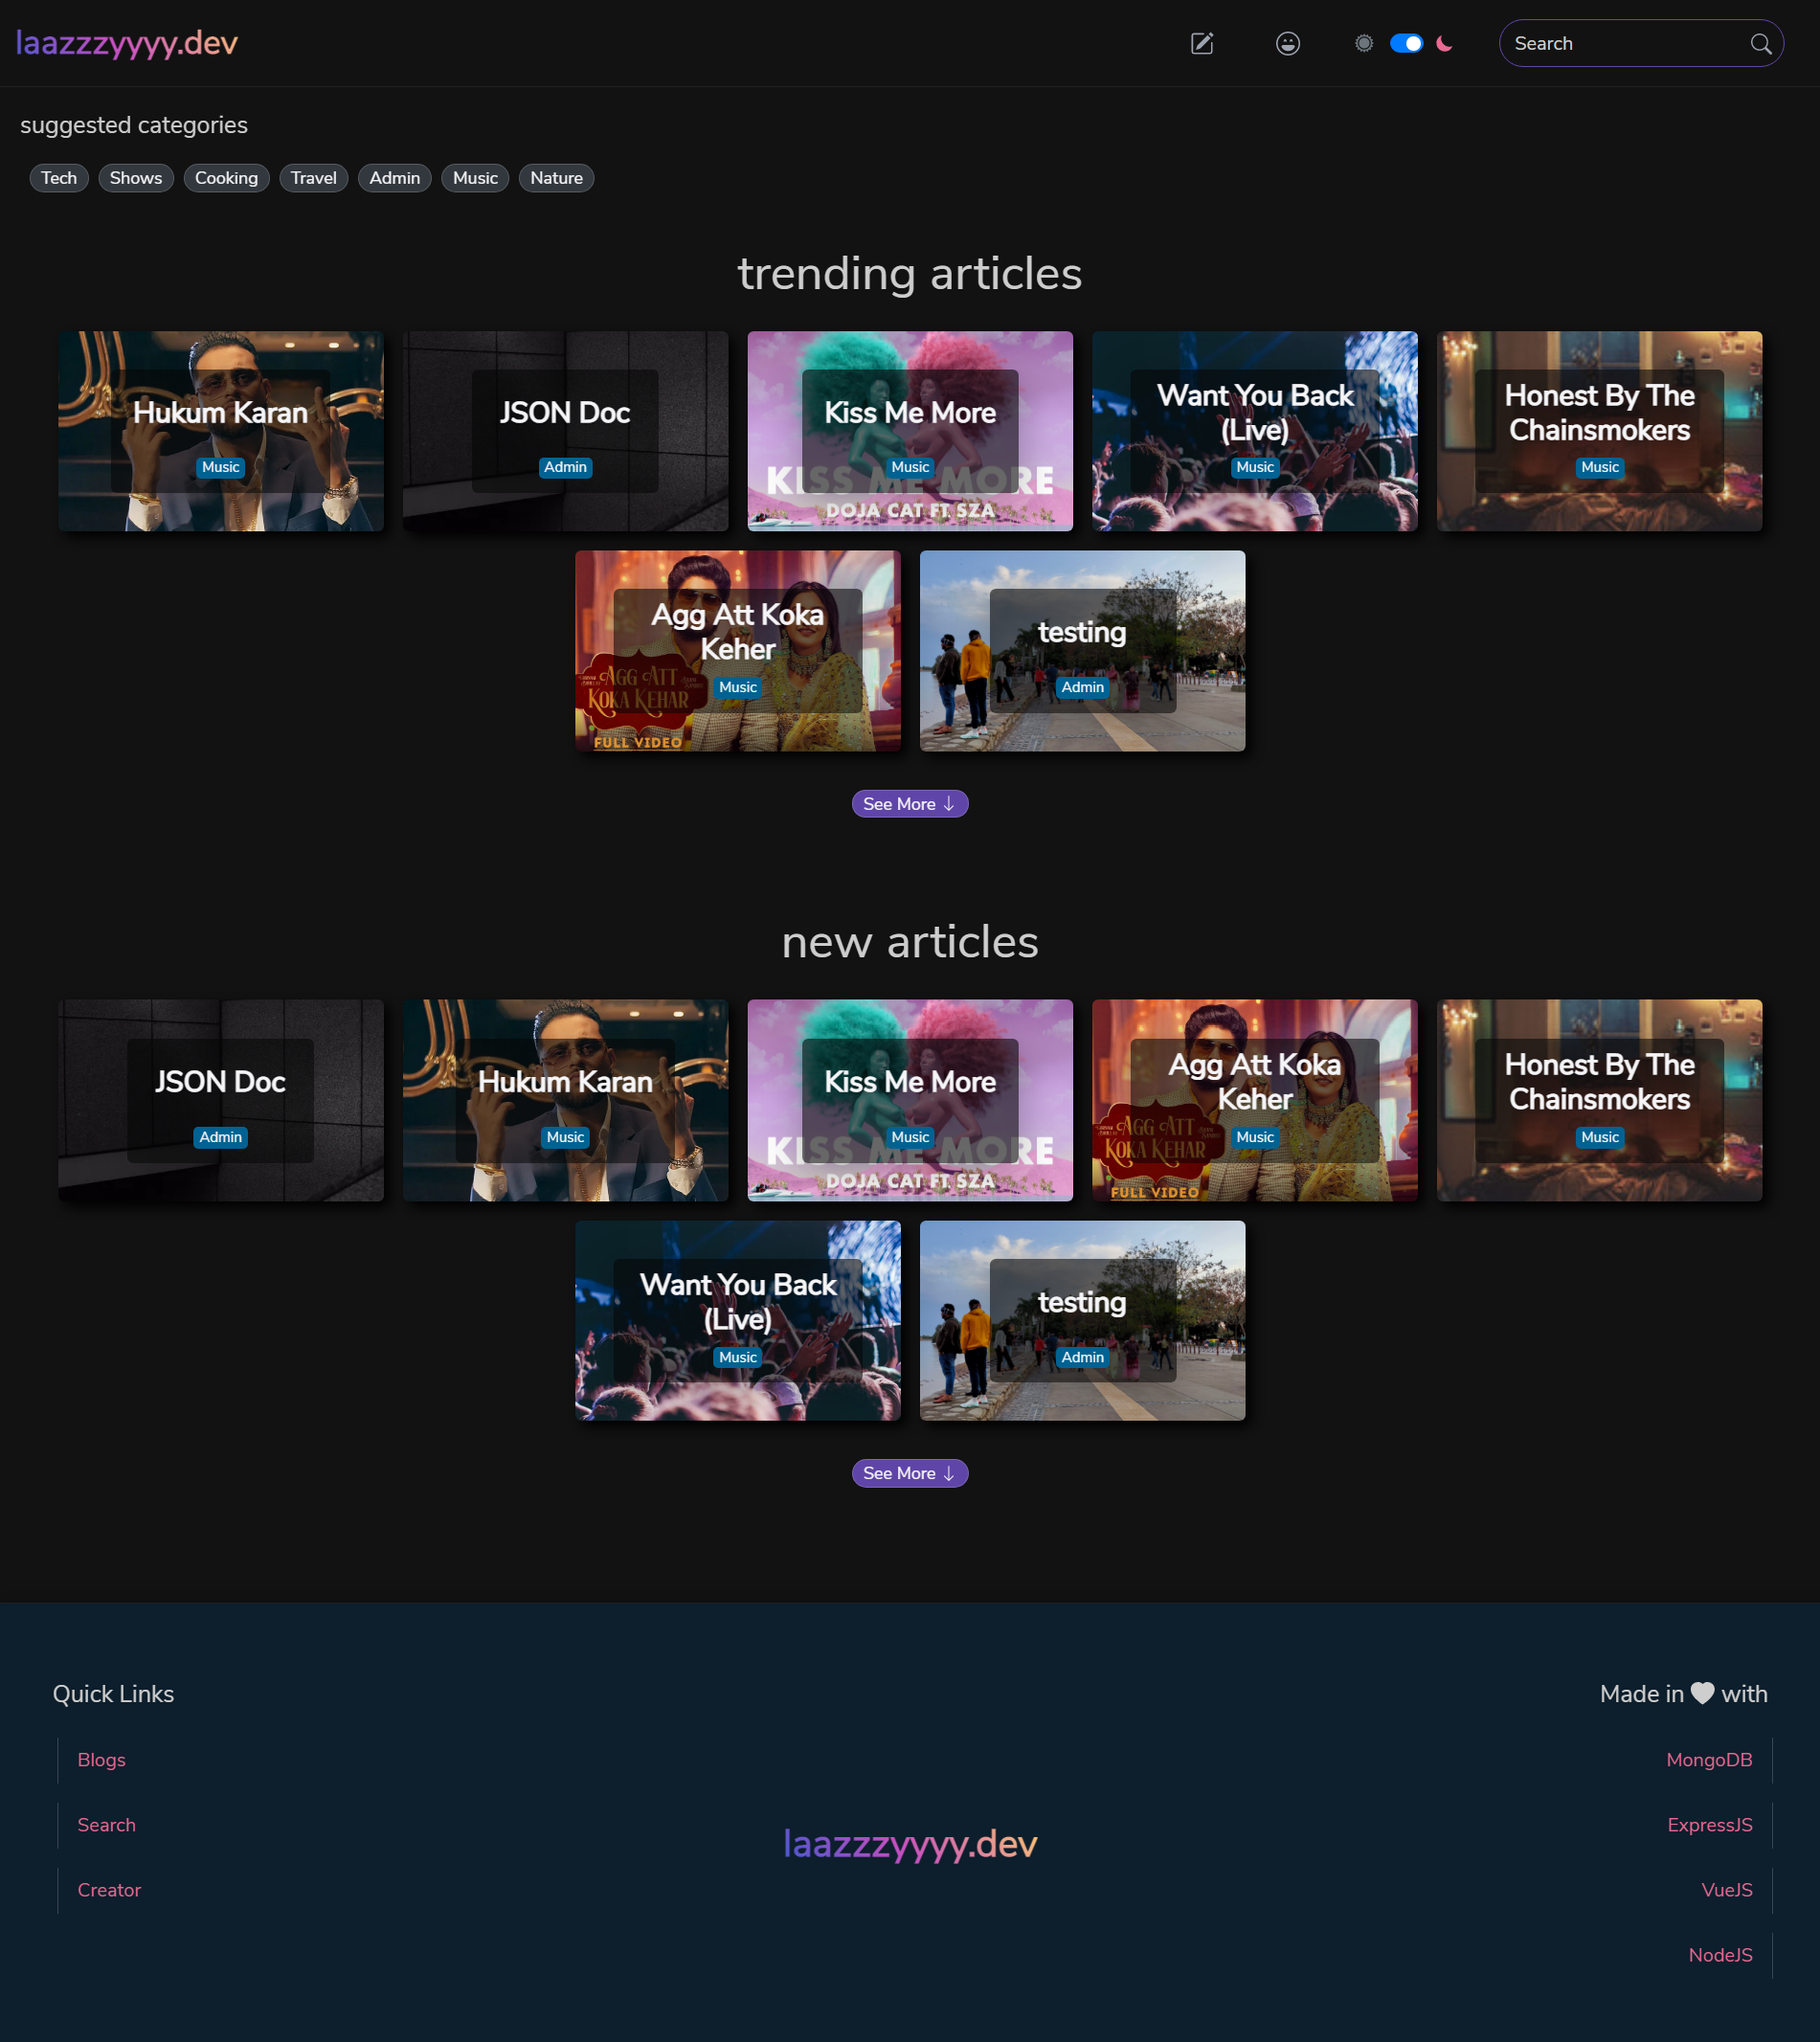 laazzzyyyy.dev
Search
suggested categories
Tech Shows Cooking Travel Admin Music Nature
trending articles
Hukum Karan
Music
JSON Doc
Admin
Kiss Me More
Music
KISS ME MORE
DOJA CAT FT. SZA
Want You Back
(Live)
Music
Honest By The
Chainsmokers
Music
Agg Att Koka
Keher
Music
AGG ATT
KOKA KEHAR
FULL VIDEO
testing
Admin
See More ↓
new articles
JSON Doc
Admin
Hukum Karan
Music
Kiss Me More
Music
KISS ME MORE
DOJA CAT FT. SZA
Agg Att Koka
Keher
Music
AGG ATT
KOKA KEHAR
FULL VIDEO
Honest By The
Chainsmokers
Music
Want You Back
(Live)
Music
testing
Admin
See More ↓
Quick Links
Blogs
Search
Creator
laazzzyyyy.dev
Made in ♥ with
MongoDB
ExpressJS
VueJS
NodeJS